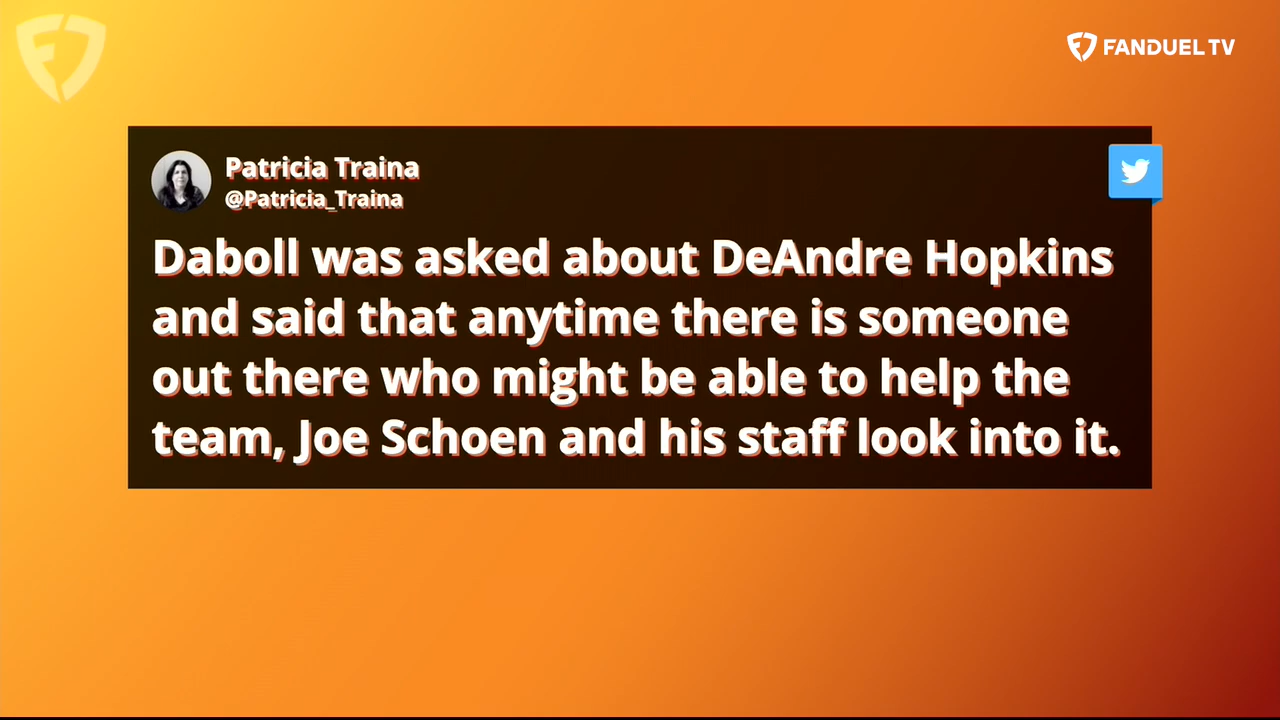 FANDUEL TV
Patricia Traina
@Patricia_Traina
Daboll was asked about DeAndre Hopkins
and said that anytime there is someone
out there who might be able to help the
team, Joe Schoen and his staff look into it.